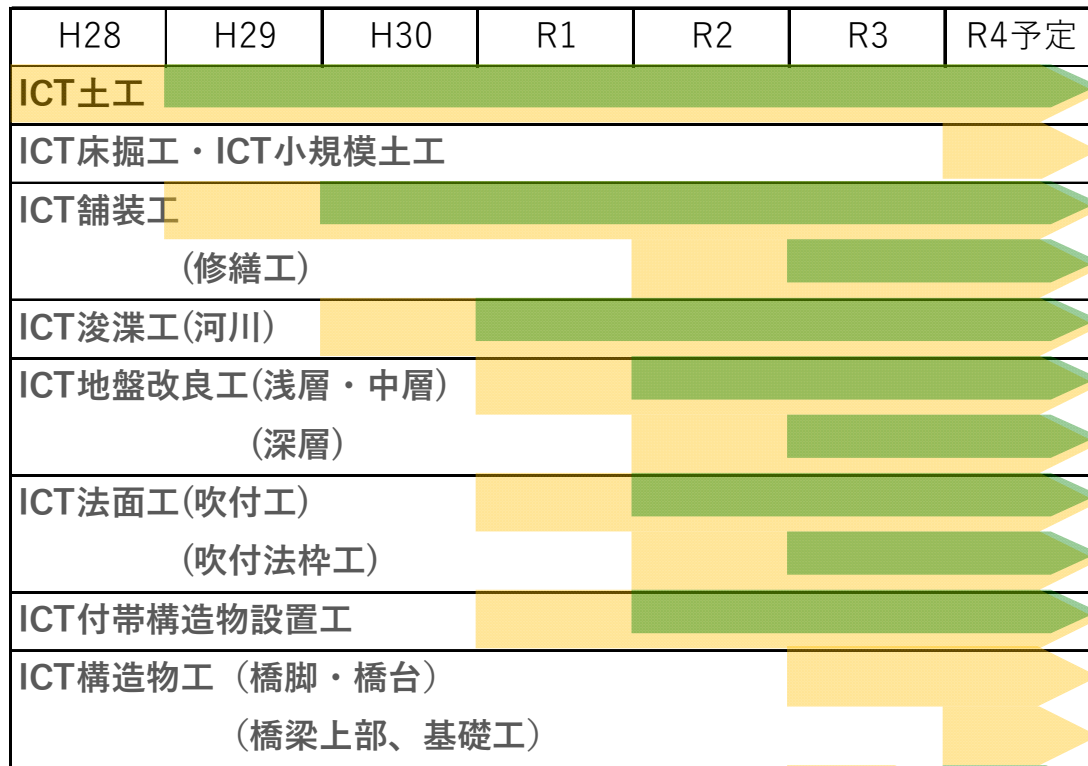 H28 H29 H30 R1 R2 R3 R4予定
ICT土工
ICT床掘工・ICT小規模土工
ICT舗装工
(修繕工)
ICT浚渫工(河川)
ICT地盤改良工(浅層・中層)
(深層)
ICT法面工(吹付工)
(吹付法枠工)
ICT付帯構造物設置工
ICT構造物工（橋脚・橋台）
（橋梁上部、基礎工）